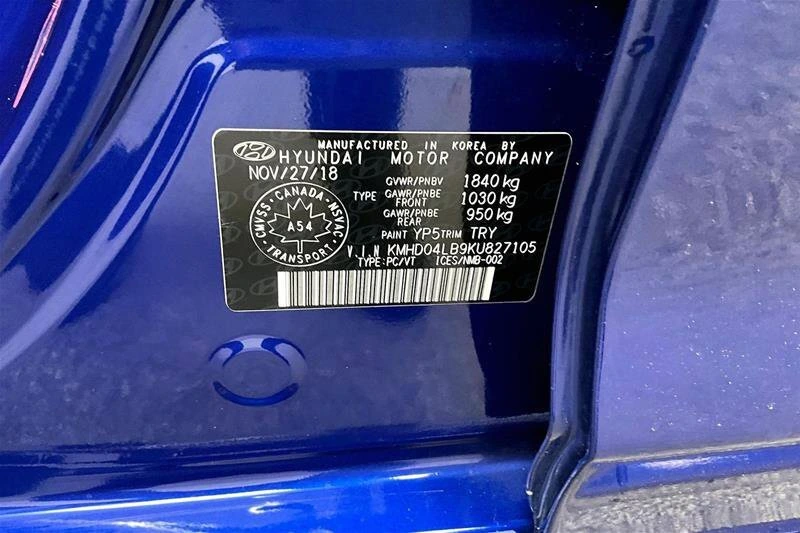 MANUFACTURED IN KOREA BY
HYUNDAI MOTOR COMPANY
NOV/27/18
GVWR/PNBV 1840 kg
TYPE GAWR/PNBE FRONT 1030 kg
GAWR/PNBE REAR 950 kg
PAINT YP5 TRIM TRY
CMVSS · CANADA · NSVAC
A54
TRANSPORT
V.I.N KMHD04LB9KU827105
TYPE:PC/VT ICES/NMB-002